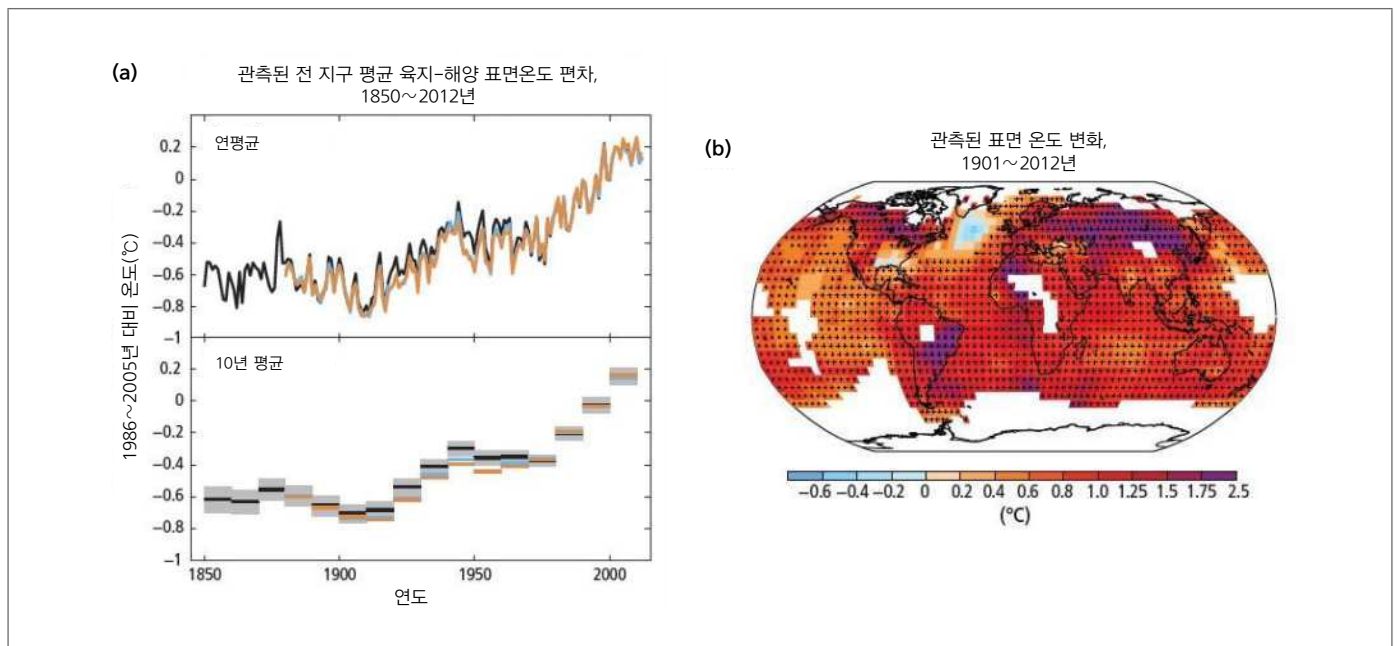 (a)
관측된 전 지구 평균 육지-해양 표면온도 편차,
1850～2012년
연평균
0.2
0
−0.2
−0.4
−0.6
−0.8
−1
10년 평균
0.2
0
−0.2
−0.4
−0.6
−0.8
−1
1986～2005년 대비 온도(℃)
1850 1900 1950 2000
연도
(b)
관측된 표면 온도 변화,
1901～2012년
−0.6 −0.4 −0.2 0 0.2 0.4 0.6 0.8 1.0 1.25 1.5 1.75 2.5
(°C)